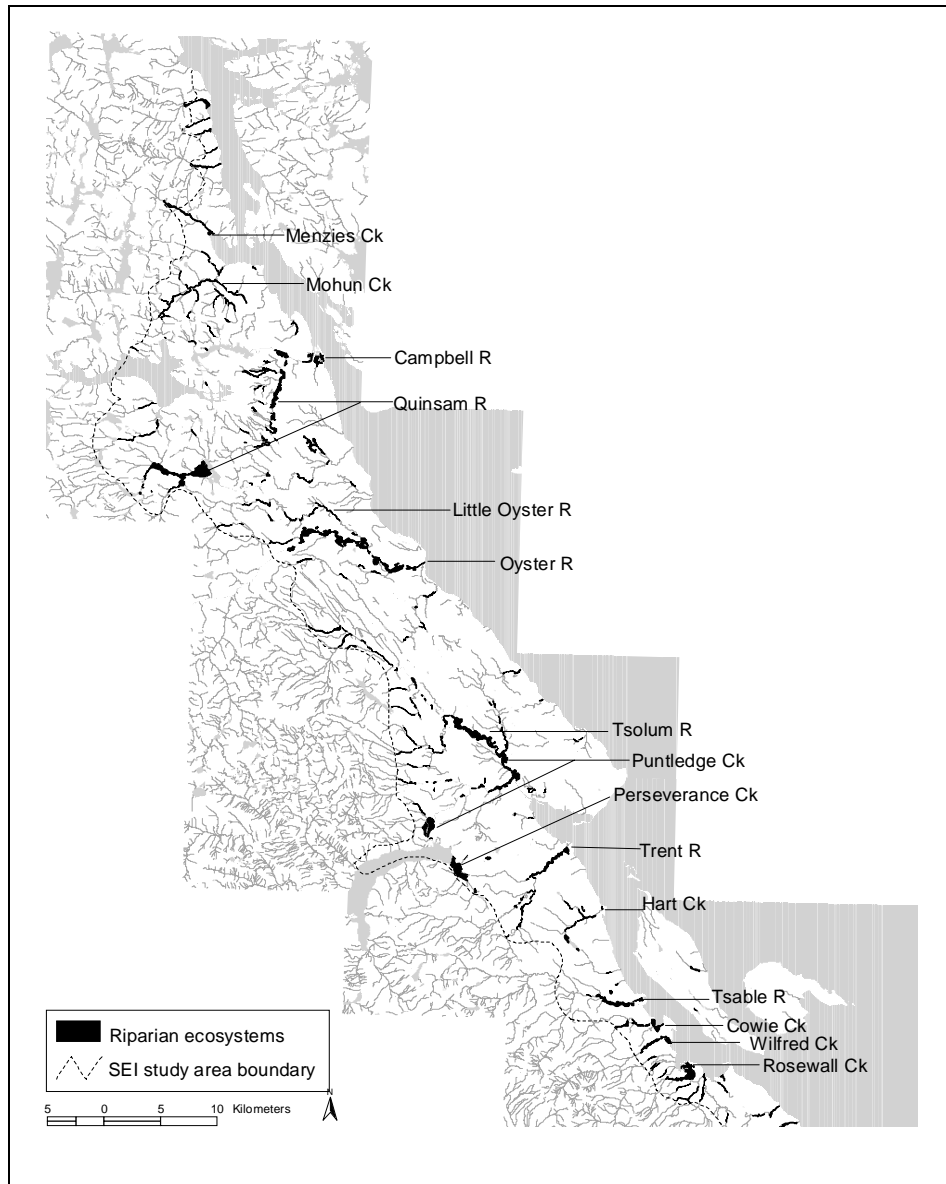 Menzies Ck
Mohun Ck
Campbell R
Quinsam R
Little Oyster R
Oyster R
Tsolum R
Puntledge Ck
Perseverance Ck
Trent R
Hart Ck
Tsable R
Cowie Ck
Wilfred Ck
Rosewall Ck
Riparian ecosystems
SEI study area boundary
N
5 0 5 10 Kilometers